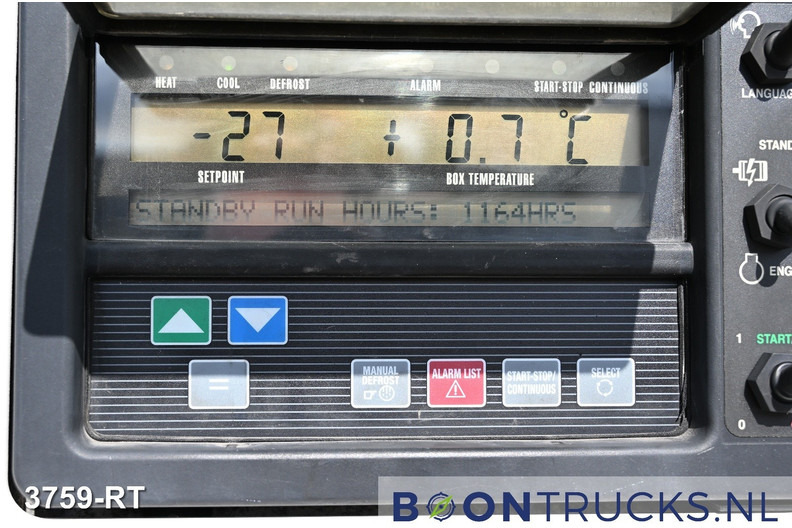 HEAT COOL DEFROST ALARM START-STOP CONTINUOUS
-27 + 0.7 °C
SETPOINT BOX TEMPERATURE
STANDBY RUN HOURS: 1164HRS
MANUAL DEFROST
ALARM LIST
START-STOP/
CONTINUOUS
SELECT
=
LANGUAG
STAND
ENG
1 START/
0
3759-RT
BOONTRUCKS.NL